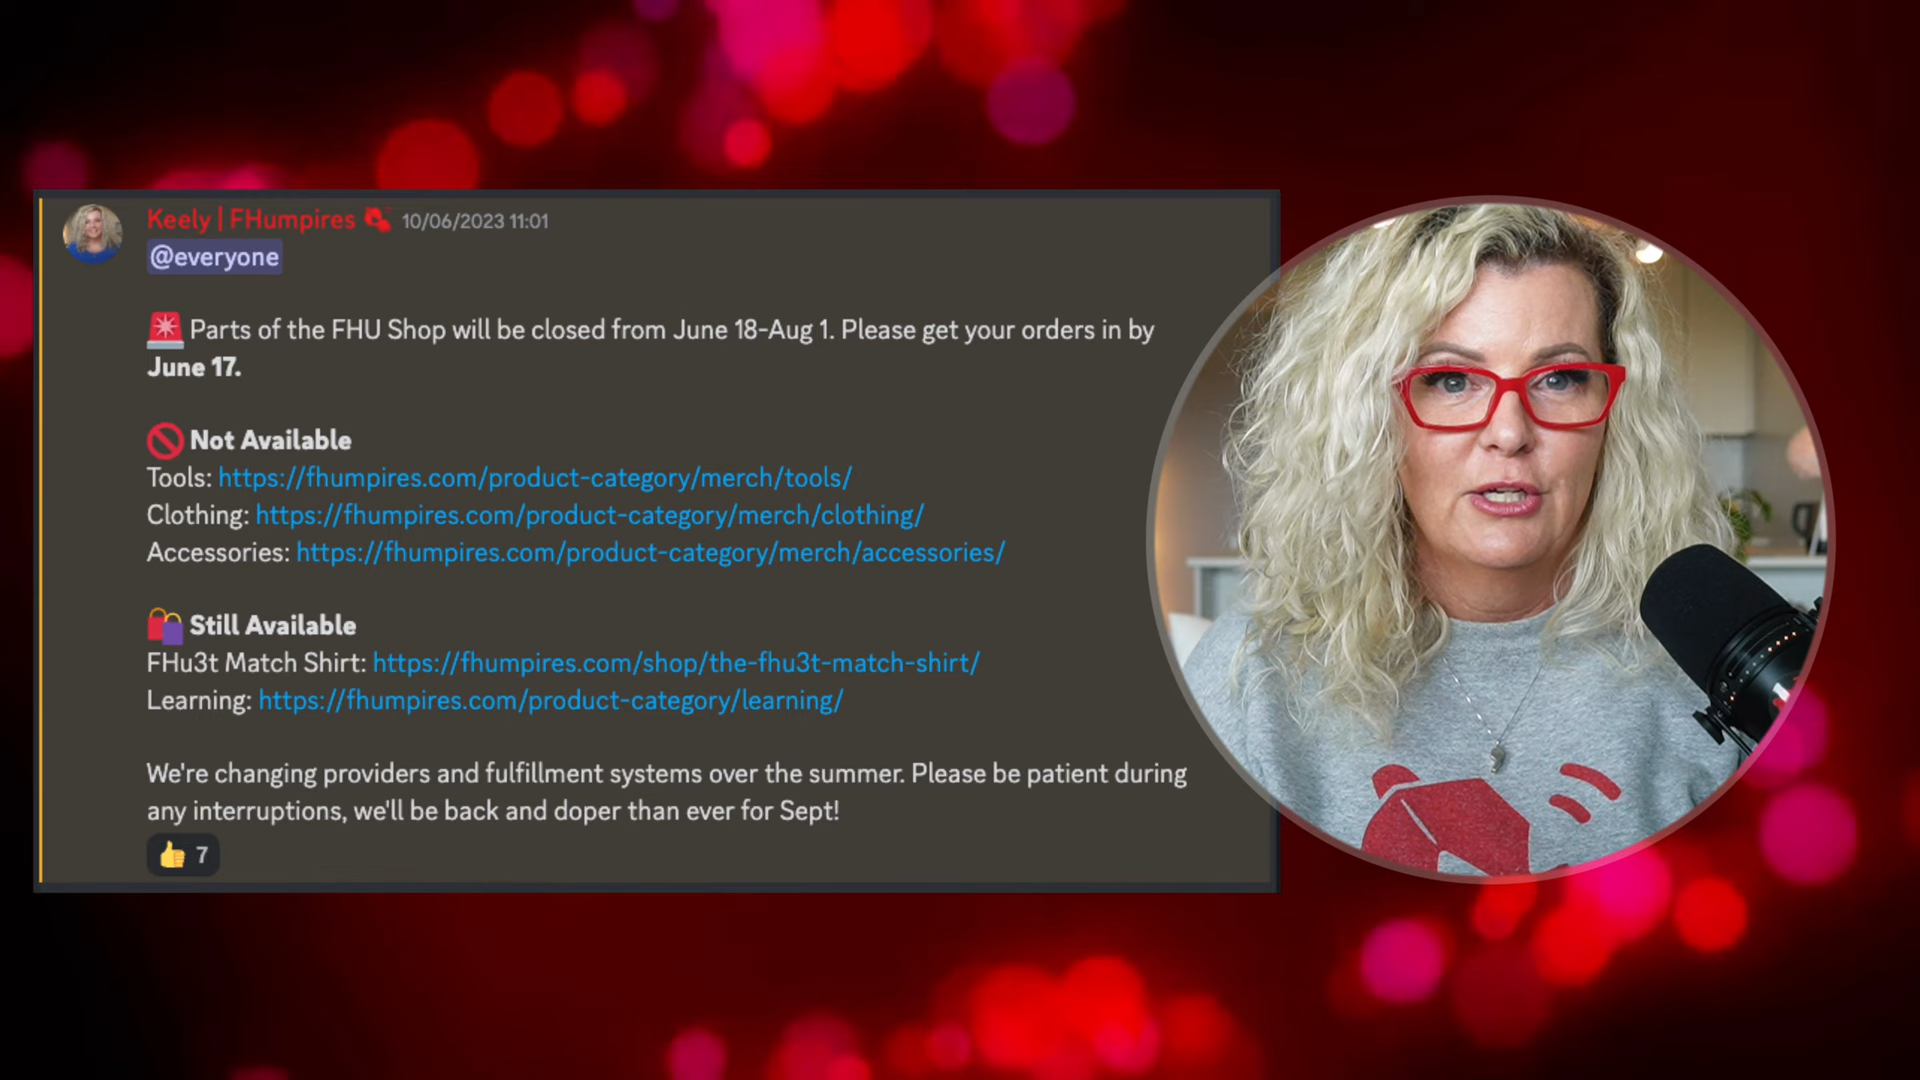 Keely | FHumpires 10/06/2023 11:01
@everyone
Parts of the FHU Shop will be closed from June 18-Aug 1. Please get your orders in by
June 17.
Not Available
Tools: https://fhumpires.com/product-category/merch/tools/
Clothing: https://fhumpires.com/product-category/merch/clothing/
Accessories: https://fhumpires.com/product-category/merch/accessories/
Still Available
FHu3t Match Shirt: https://fhumpires.com/shop/the-fhu3t-match-shirt/
Learning: https://fhumpires.com/product-category/learning/
We're changing providers and fulfillment systems over the summer. Please be patient during
any interruptions, we'll be back and doper than ever for Sept!
7